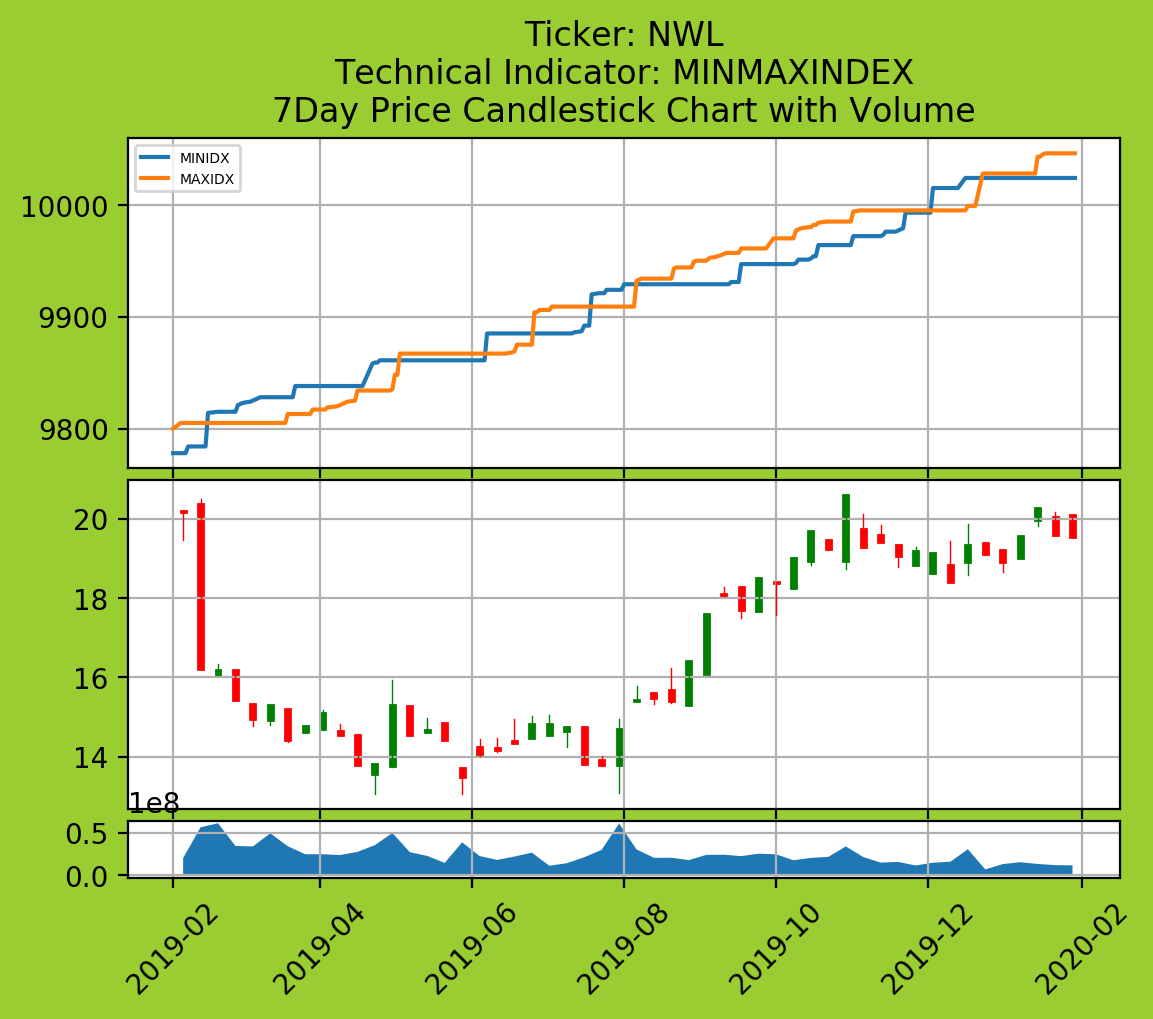 Ticker: NWL
Technical Indicator: MINMAXINDEX
7Day Price Candlestick Chart with Volume
MINIDX
MAXIDX
10000
9900
9800
20
18
16
14
1e8
0.5
0.0
2019-02
2019-04
2019-06
2019-08
2019-10
2019-12
2020-02